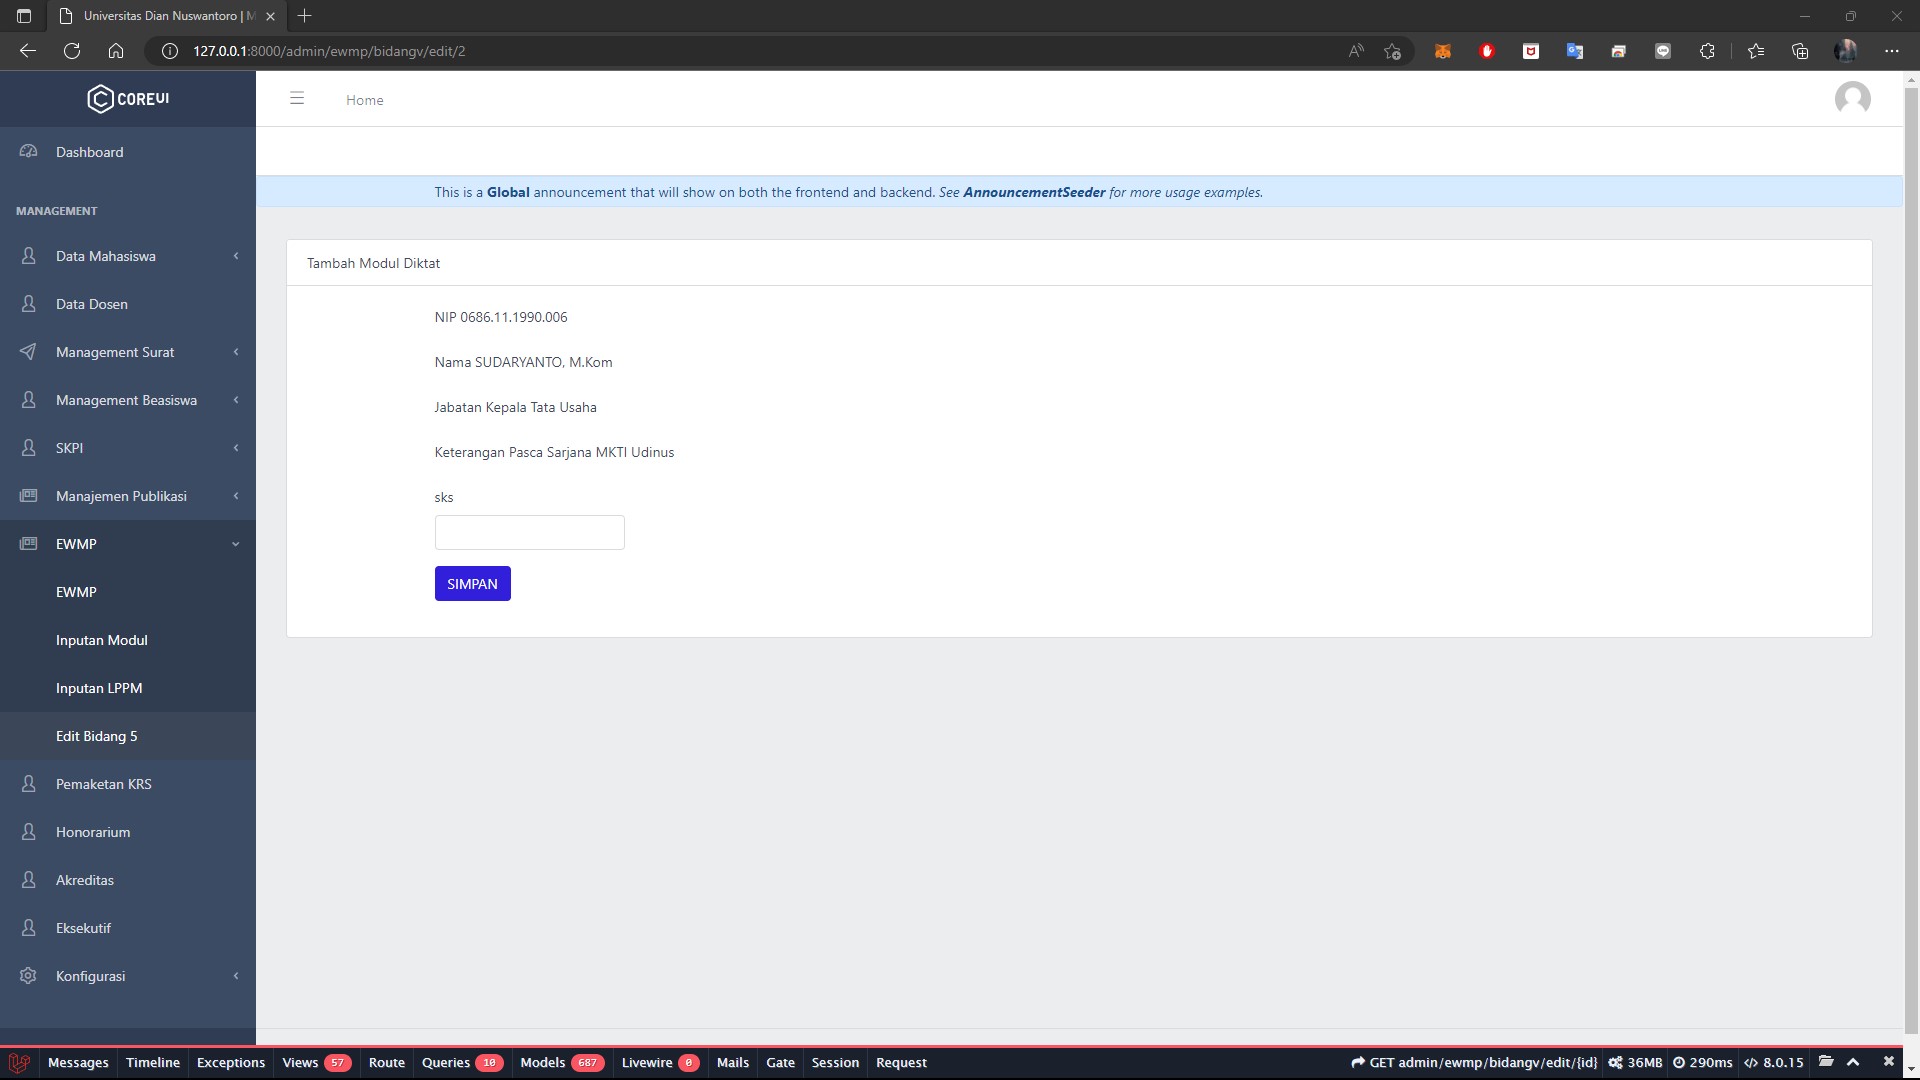 Universitas Dian Nuswantoro | M
127.0.0.1:8000/admin/ewmp/bidangv/edit/2
COREUI
Home
Dashboard
This is a Global announcement that will show on both the frontend and backend. See AnnouncementSeeder for more usage examples.
MANAGEMENT
Data Mahasiswa
Data Dosen
Management Surat
Management Beasiswa
SKPI
Manajemen Publikasi
EWMP
EWMP
Inputan Modul
Inputan LPPM
Edit Bidang 5
Pemaketan KRS
Honorarium
Akreditas
Eksekutif
Konfigurasi
Tambah Modul Diktat
NIP 0686.11.1990.006
Nama SUDARYANTO, M.Kom
Jabatan Kepala Tata Usaha
Keterangan Pasca Sarjana MKTI Udinus
sks
SIMPAN
Messages Timeline Exceptions Views 57 Route Queries 10 Models 687 Livewire 0 Mails Gate Session Request GET admin/ewmp/bidangv/edit/{id} 36MB 290ms 8.0.15